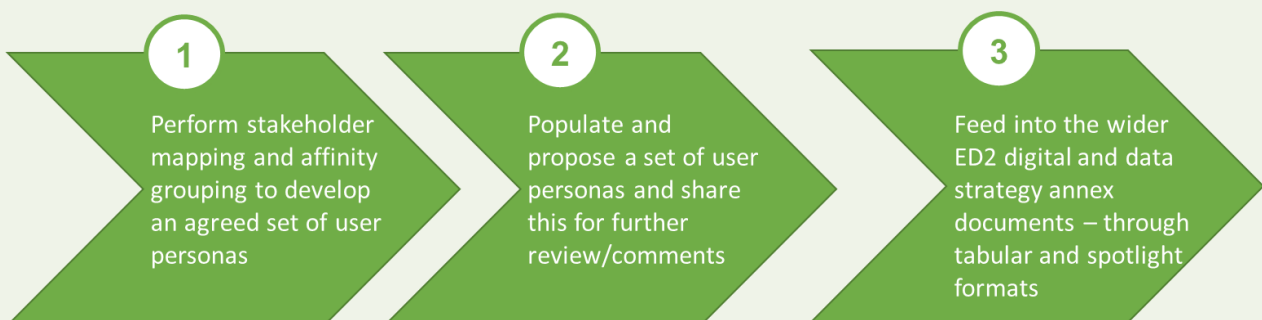 1
Perform stakeholder
mapping and affinity
grouping to develop
an agreed set of user
personas
2
Populate and
propose a set of user
personas and share
this for further
review/comments
3
Feed into the wider
ED2 digital and data
strategy annex
documents – through
tabular and spotlight
formats